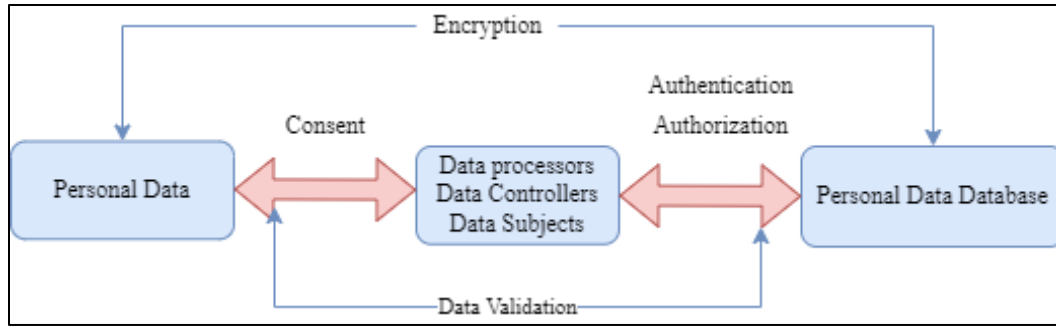 Encryption
Authentication
Consent
Authorization
Personal Data
Data processors
Data Controllers
Data Subjects
Personal Data Database
Data Validation